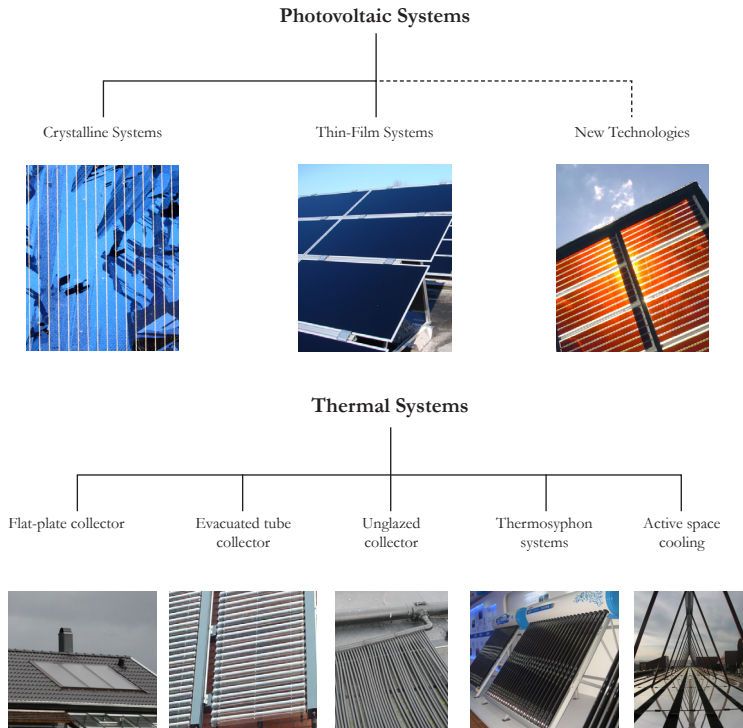 Photovoltaic Systems
Crystalline Systems
Thin-Film Systems
New Technologies
Thermal Systems
Flat-plate collector
Evacuated tube
collector
Unglazed
collector
Thermosyphon
systems
Active space
cooling